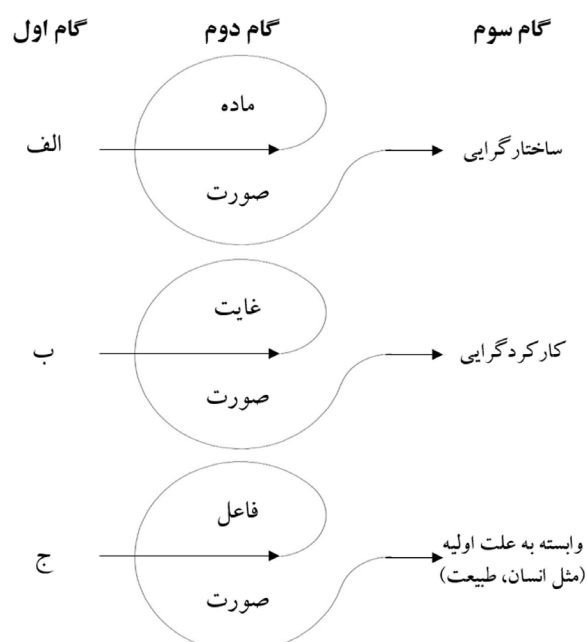 گام اول گام دوم گام سوم
الف ماده صورت ساختارگرایی
ب غایت صورت کارکردگرایی
ج فاعل صورت وابسته به علت اولیه
(مثل انسان، طبیعت)